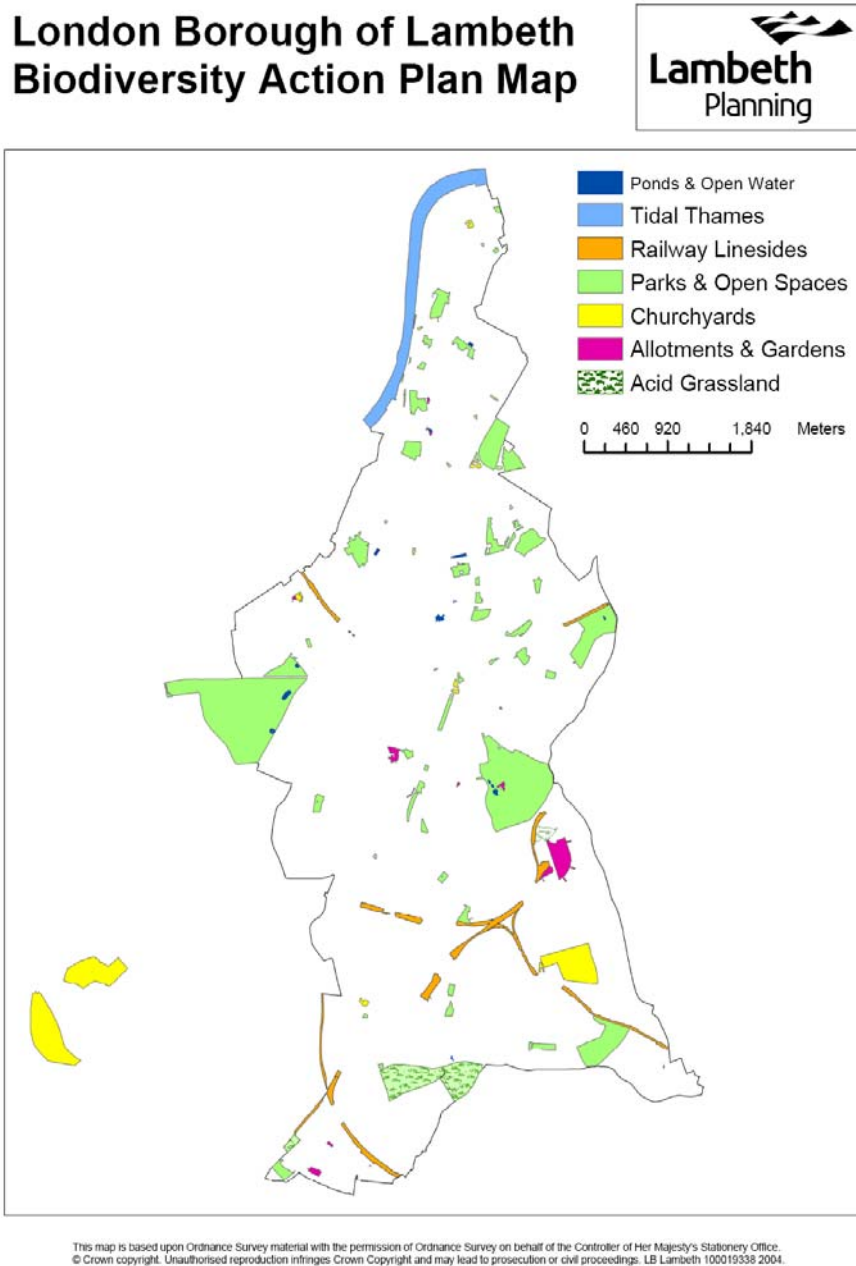 London Borough of Lambeth
Biodiversity Action Plan Map
Lambeth
Planning
Ponds & Open Water
Tidal Thames
Railway Linesides
Parks & Open Spaces
Churchyards
Allotments & Gardens
Acid Grassland
0 460 920 1,840 Meters
This map is based upon Ordnance Survey material with the permission of Ordnance Survey on behalf of the Controller of Her Majesty's Stationery Office.
© Crown copyright. Unauthorised reproduction infringes Crown Copyright and may lead to prosecution or civil proceedings. LB Lambeth 100019338 2004.